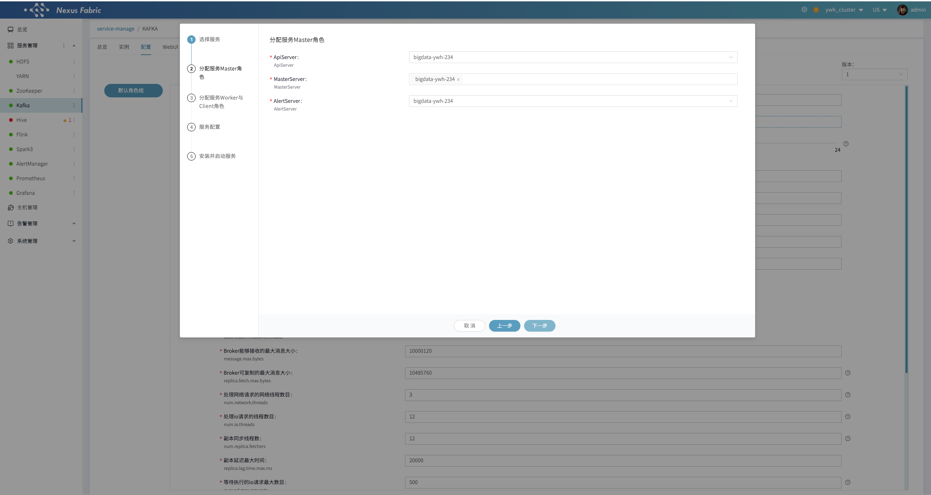 Nexus Fabric
ywh_cluster
US
admin
总览
服务管理
HDFS
YARN
ZooKeeper
Kafka
Hive
1
Flink
Spark3
AlertManager
Prometheus
Grafana
主机管理
告警管理
系统管理
service-manage / KAFKA
总览 实例 配置 WebUI
默认角色组
版本:
1
24
1 选择服务
2 分配服务Master角
色
3 分配服务Worker与
Client角色
4 服务配置
5 安装并启动服务
分配服务Master角色
* ApiServer:
ApiServer
bigdata-ywh-234
* MasterServer:
MasterServer
bigdata-ywh-234 ×
* AlertServer:
AlertServer
bigdata-ywh-234
取 消
上一步
下一步
* Broker能够接收的最大消息大小:
message.max.bytes
10000120
* Broker可复制的最大消息大小:
replica.fetch.max.bytes
10485760
* 处理网络请求的网络线程数目:
num.network.threads
3
* 处理io请求的线程数目:
num.io.threads
12
* 副本同步线程数:
num.replica.fetchers
12
* 副本延迟最大时间:
replica.lag.time.max.ms
20000
* 等待执行的io请求最大数目:
500